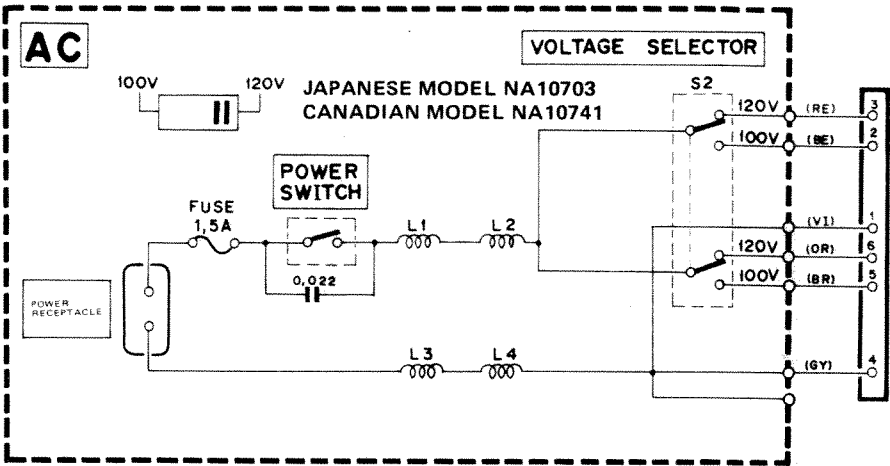 AC
VOLTAGE SELECTOR
100V
120V
JAPANESE MODEL NA10703
CANADIAN MODEL NA10741
S2
120V
(RE)
3
100V
(BE)
2
POWER
SWITCH
FUSE
1,5A
L1
L2
(VI)
1
120V
(OR)
6
100V
(BR)
5
0,022
POWER
RECEPTACLE
L3
L4
(GY)
4